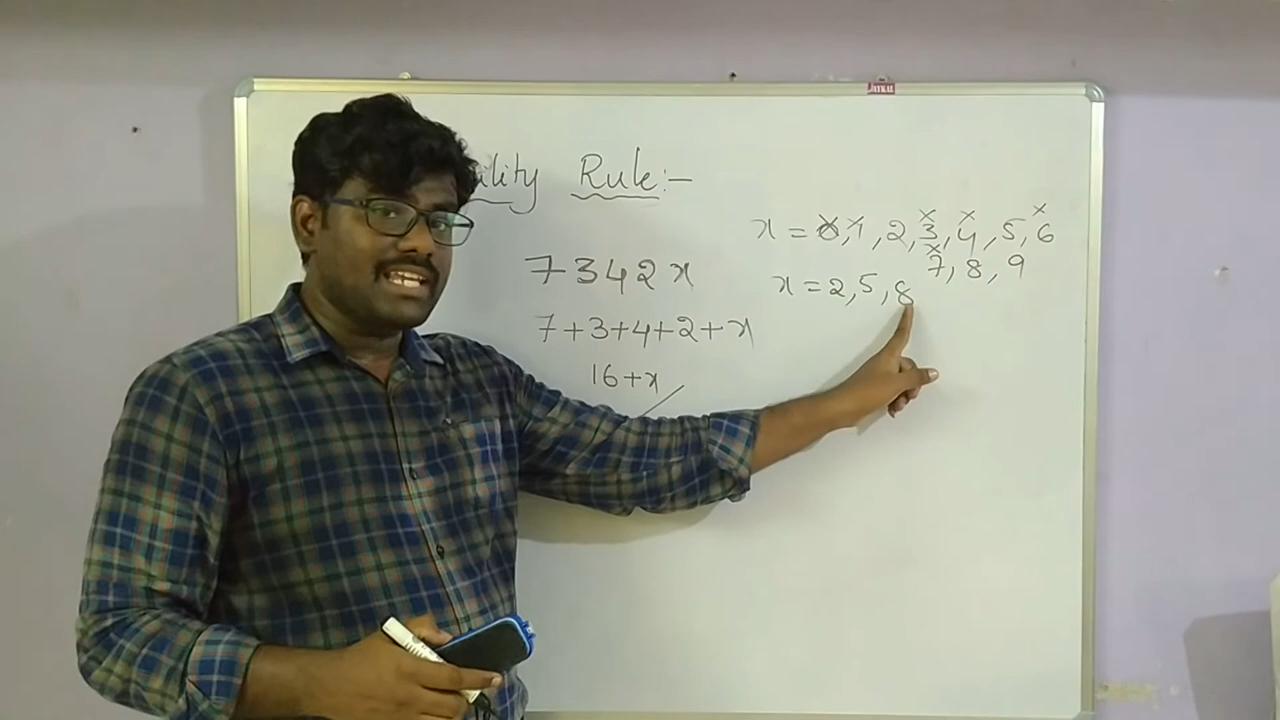 JAYKAL
Rule:-
7342x
7+3+4+2+x
16+x
x = 0, 1, 2, 3, 4, 5, 6
7, 8, 9
x = 2, 5, 8